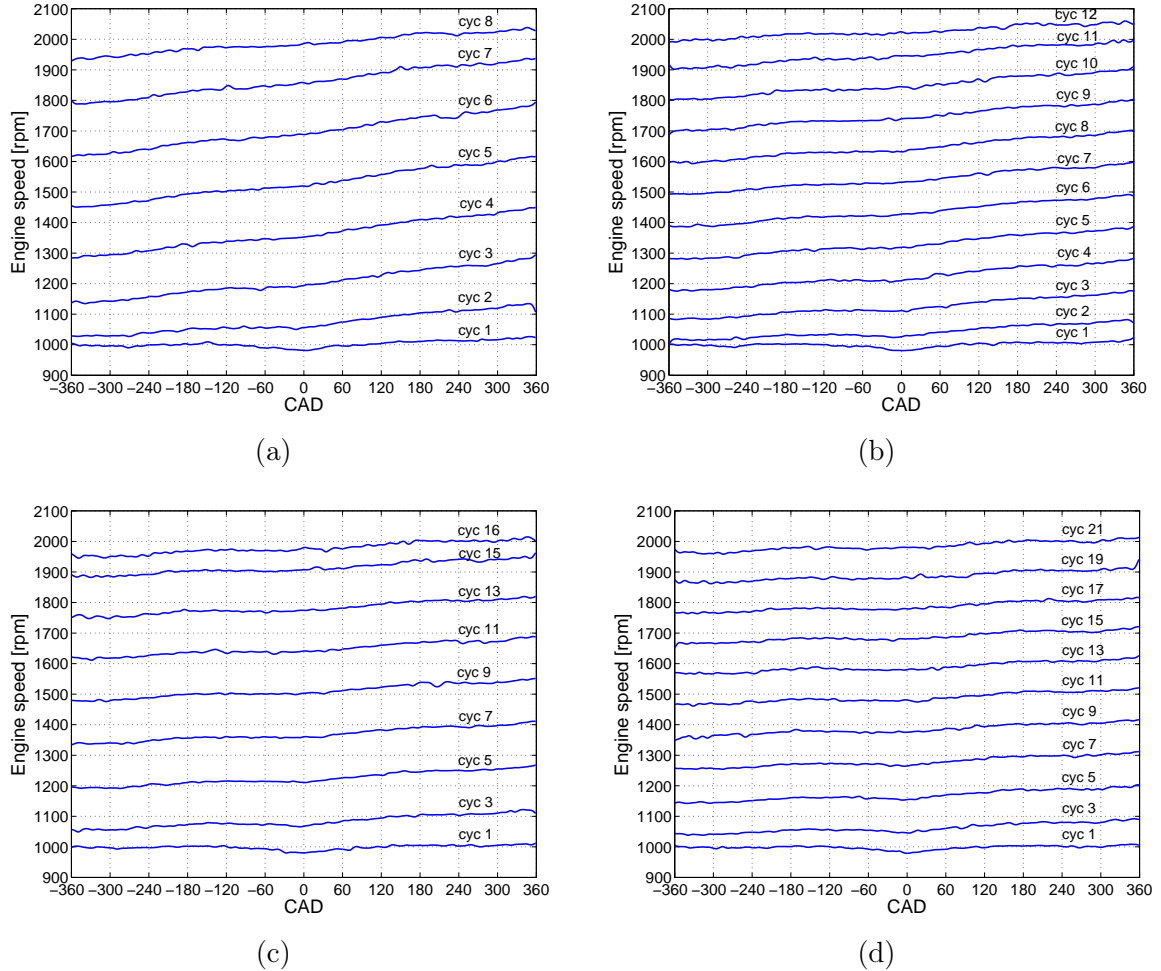 2100
2000
1900
1800
1700
1600
1500
1400
1300
1200
1100
1000
900
Engine speed [rpm]
cyc 8
cyc 7
cyc 6
cyc 5
cyc 4
cyc 3
cyc 2
cyc 1
−360 −300 −240 −180 −120 −60 0 60 120 180 240 300 360
CAD
(a)
2100
2000
1900
1800
1700
1600
1500
1400
1300
1200
1100
1000
900
Engine speed [rpm]
cyc 12
cyc 11
cyc 10
cyc 9
cyc 8
cyc 7
cyc 6
cyc 5
cyc 4
cyc 3
cyc 2
cyc 1
−360 −300 −240 −180 −120 −60 0 60 120 180 240 300 360
CAD
(b)
2100
2000
1900
1800
1700
1600
1500
1400
1300
1200
1100
1000
900
Engine speed [rpm]
cyc 16
cyc 15
cyc 13
cyc 11
cyc 9
cyc 7
cyc 5
cyc 3
cyc 1
−360 −300 −240 −180 −120 −60 0 60 120 180 240 300 360
CAD
(c)
2100
2000
1900
1800
1700
1600
1500
1400
1300
1200
1100
1000
900
Engine speed [rpm]
cyc 21
cyc 19
cyc 17
cyc 15
cyc 13
cyc 11
cyc 9
cyc 7
cyc 5
cyc 3
cyc 1
−360 −300 −240 −180 −120 −60 0 60 120 180 240 300 360
CAD
(d)